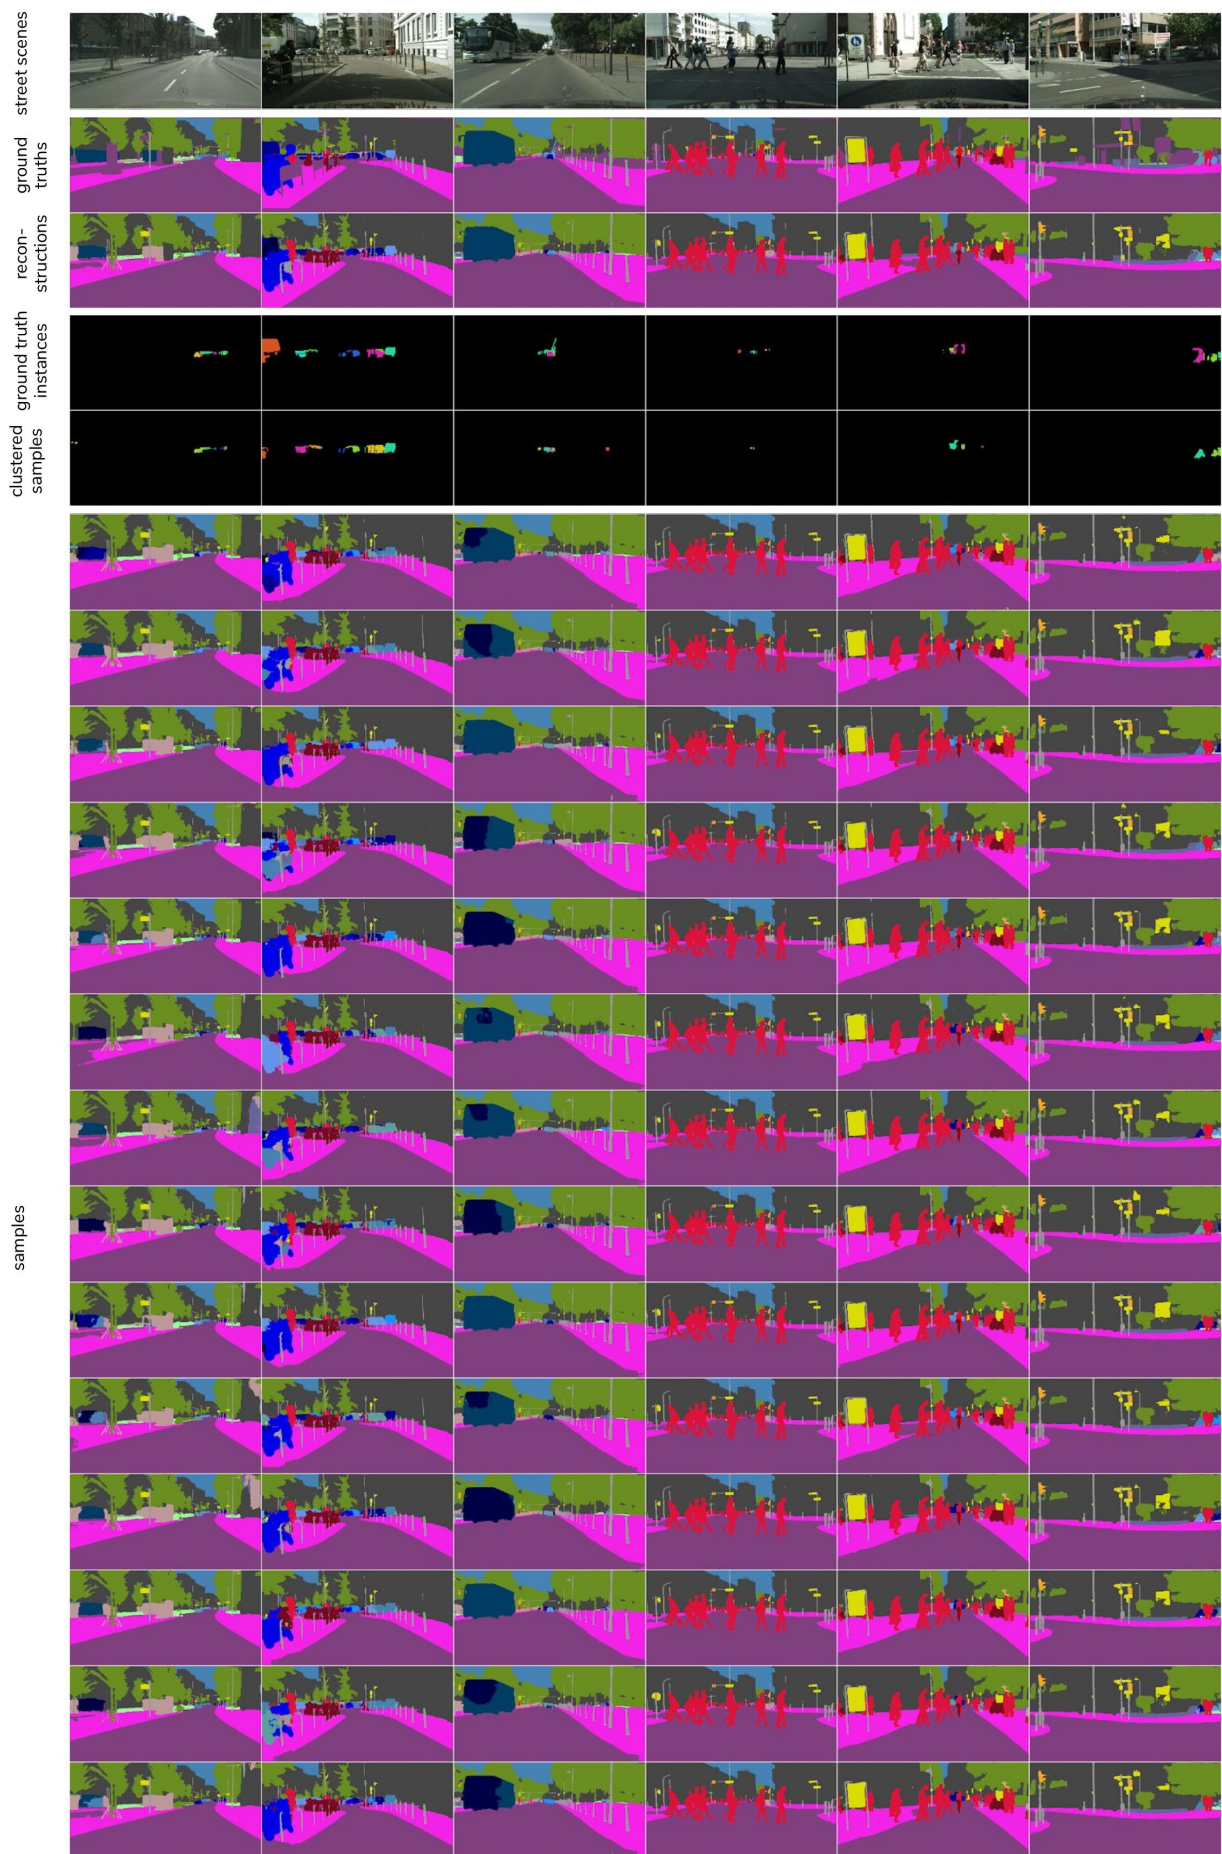 street scenes
ground
truths
recon-
structions
ground truth
instances
clustered
samples
samples